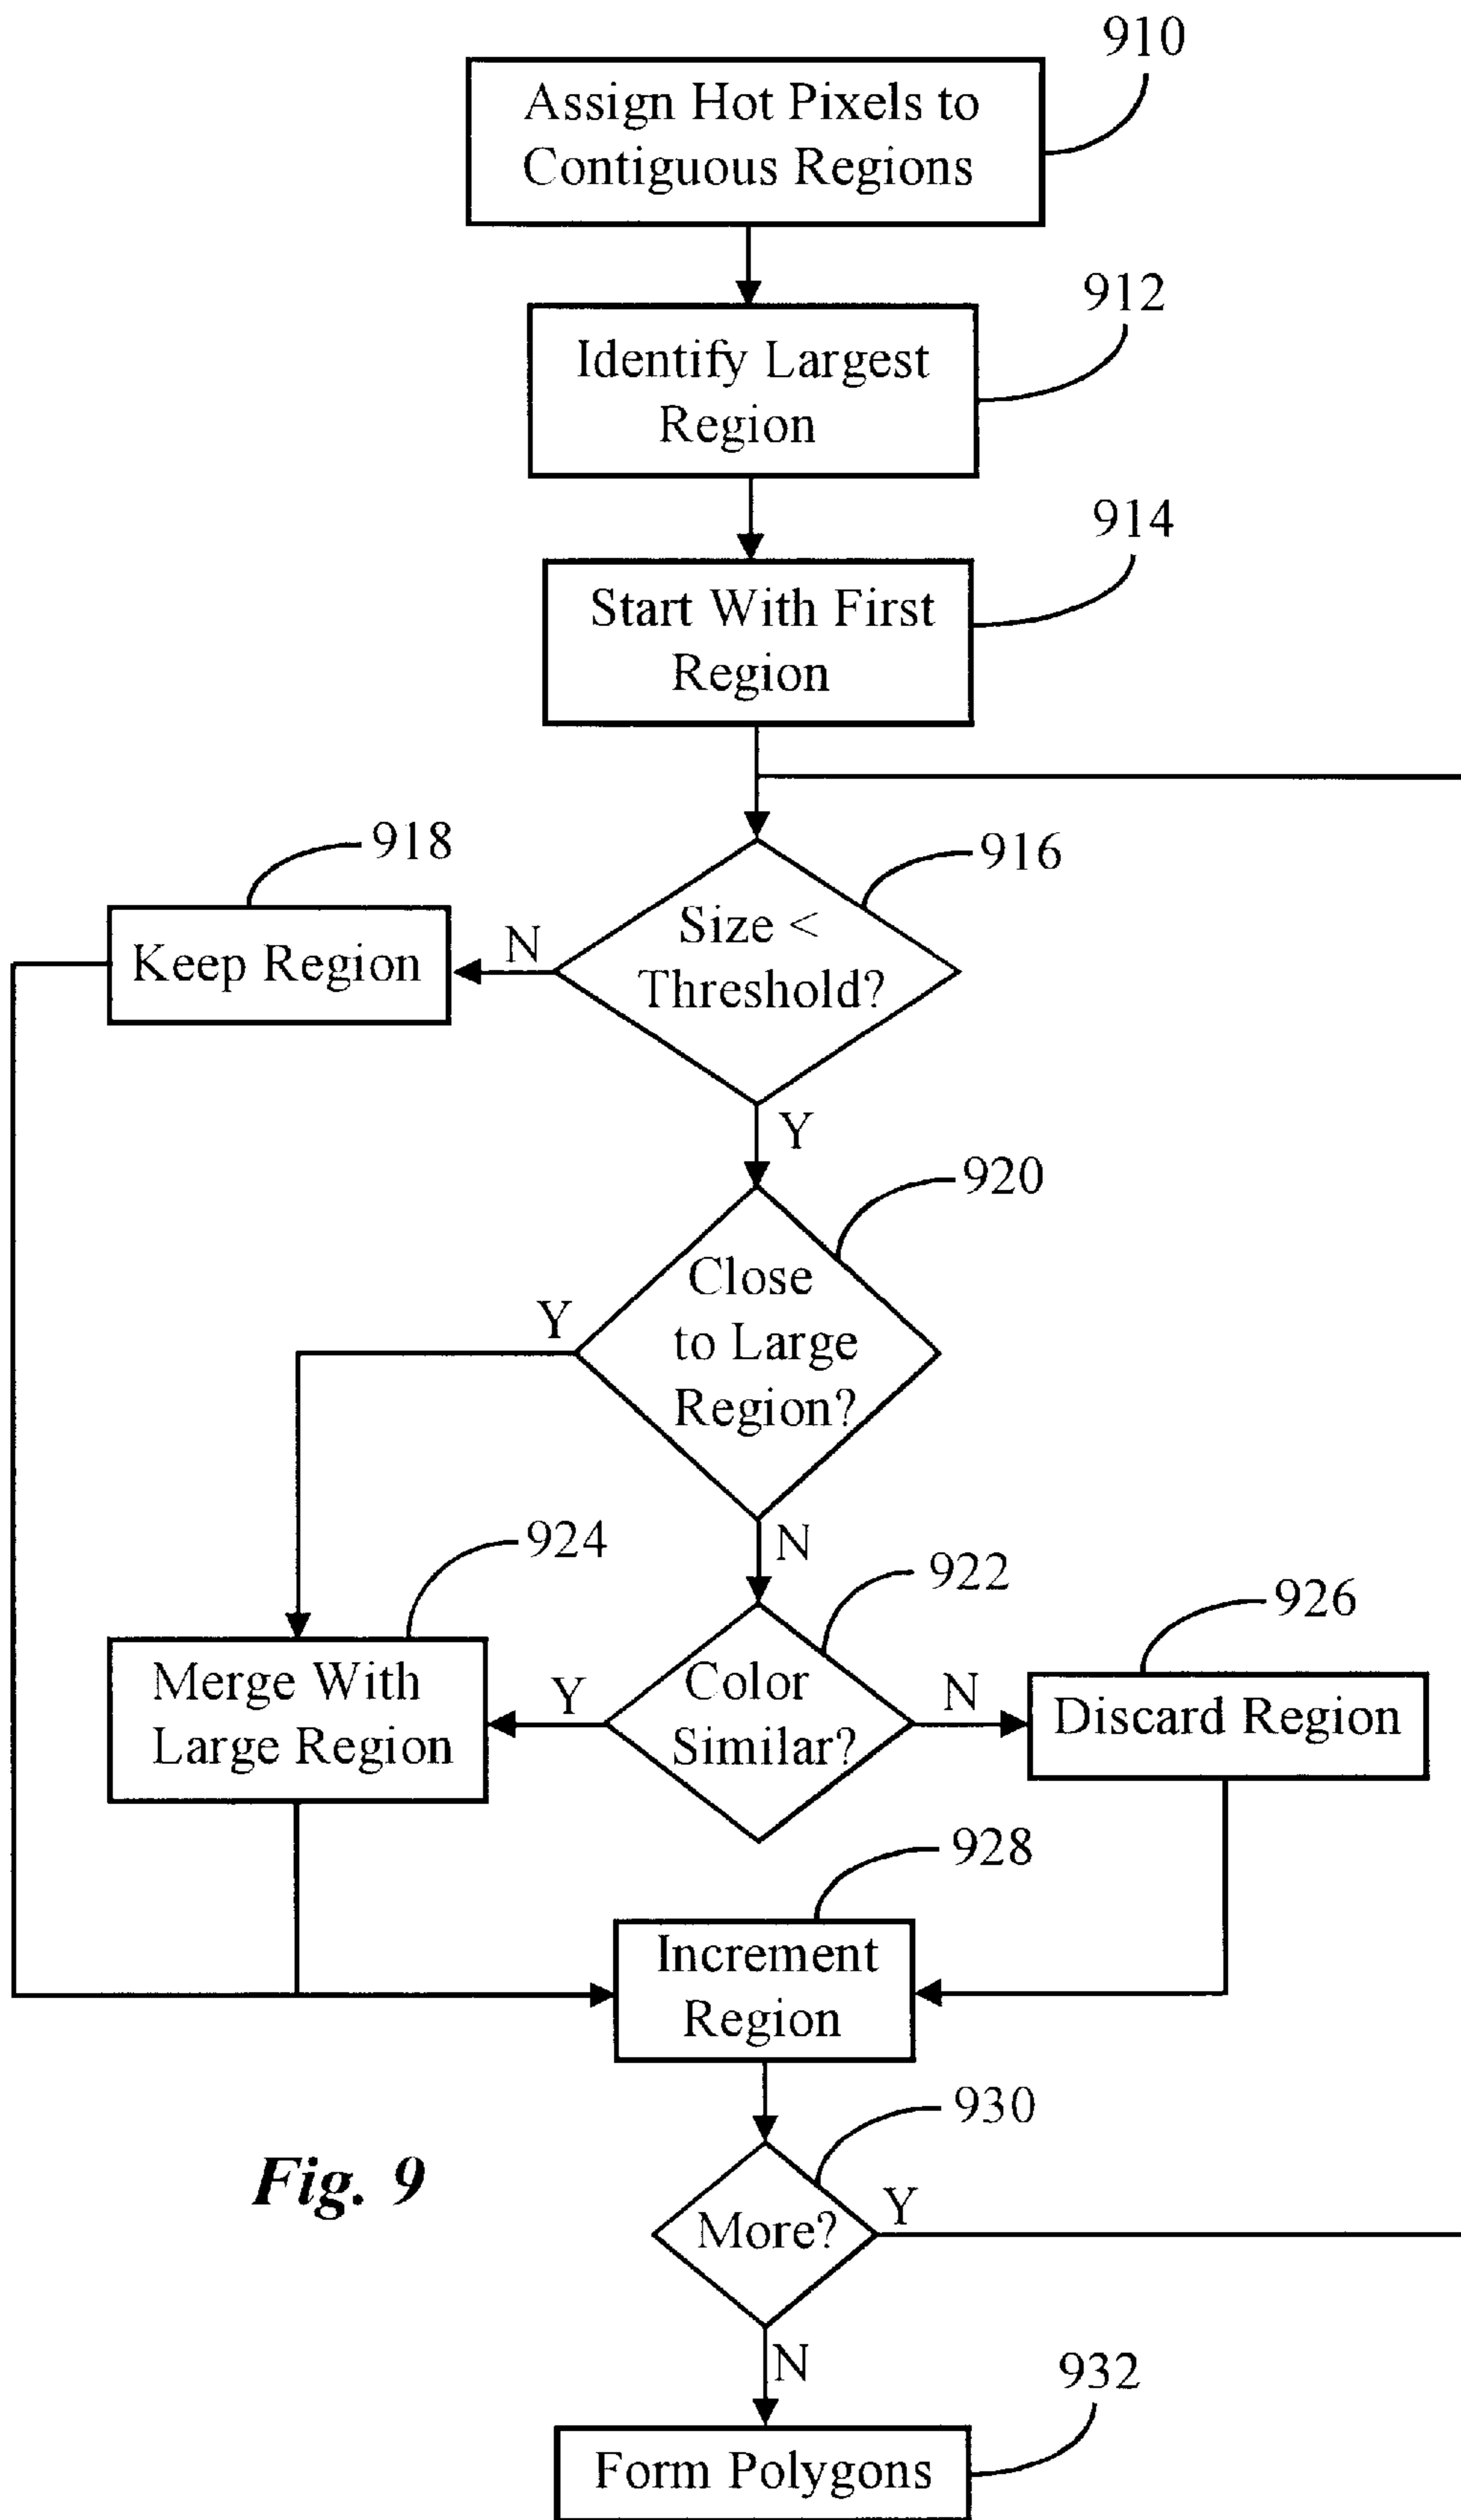 910
Assign Hot Pixels to
Contiguous Regions
912
Identify Largest
Region
914
Start With First
Region
918
916
Keep Region
N
Size <
Threshold?
Y
920
Close
to Large
Region?
Y
N
924
922
926
Merge With
Large Region
Y
Color
Similar?
N
Discard Region
928
Increment
Region
930
Fig. 9
More?
Y
N
932
Form Polygons